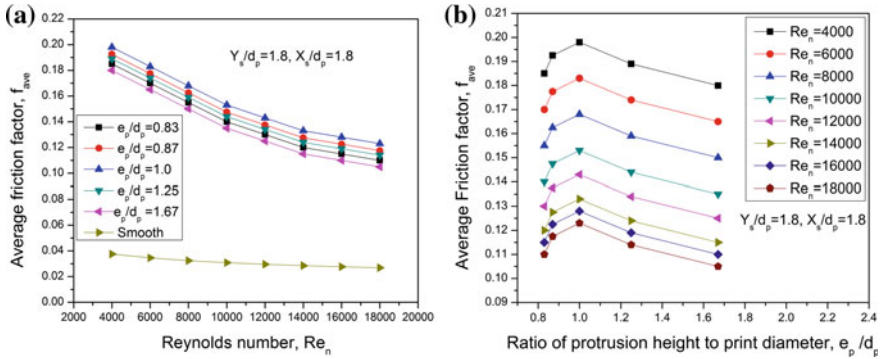 (a)
0.22
0.20
0.18
0.16
0.14
0.12
0.10
0.08
0.06
0.04
0.02
0.00
Average friction factor, f_ave
Y_s/d_p=1.8, X_s/d_p=1.8
e_p/d_p=0.83
e_p/d_p=0.87
e_p/d_p=1.0
e_p/d_p=1.25
e_p/d_p=1.67
Smooth
2000 4000 6000 8000 10000 12000 14000 16000 18000 20000
Reynolds number, Re_n
(b)
0.21
0.20
0.19
0.18
0.17
0.16
0.15
0.14
0.13
0.12
0.11
0.10
0.09
Average Friction factor, f_ave
Re_n=4000
Re_n=6000
Re_n=8000
Re_n=10000
Re_n=12000
Re_n=14000
Re_n=16000
Re_n=18000
Y_s/d_p=1.8, X_s/d_p=1.8
0.8 1.0 1.2 1.4 1.6 1.8 2.0 2.2 2.4
Ratio of protrusion height to print diameter, e_p/d_p